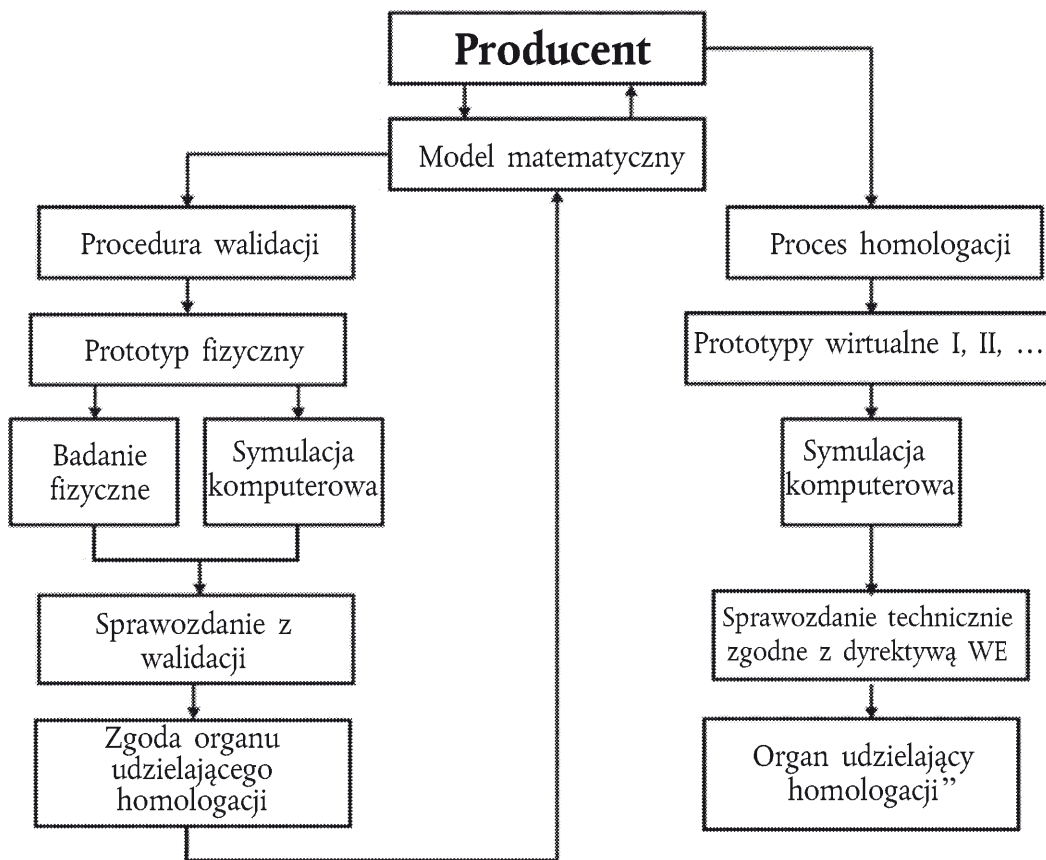 Producent
Model matematyczny
Procedura walidacji
Prototyp fizyczny
Badanie
fizyczne
Symulacja
komputerowa
Sprawozdanie z
walidacji
Zgoda organu
udzielającego
homologacji
Proces homologacji
Prototypy wirtualne I, II, …
Symulacja
komputerowa
Sprawozdanie technicznie
zgodne z dyrektywą WE
Organ udzielający
homologacji”